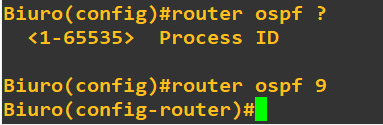 Biuro(config)#router ospf ?
  <1-65535>  Process ID
Biuro(config)#router ospf 9
Biuro(config-router)#